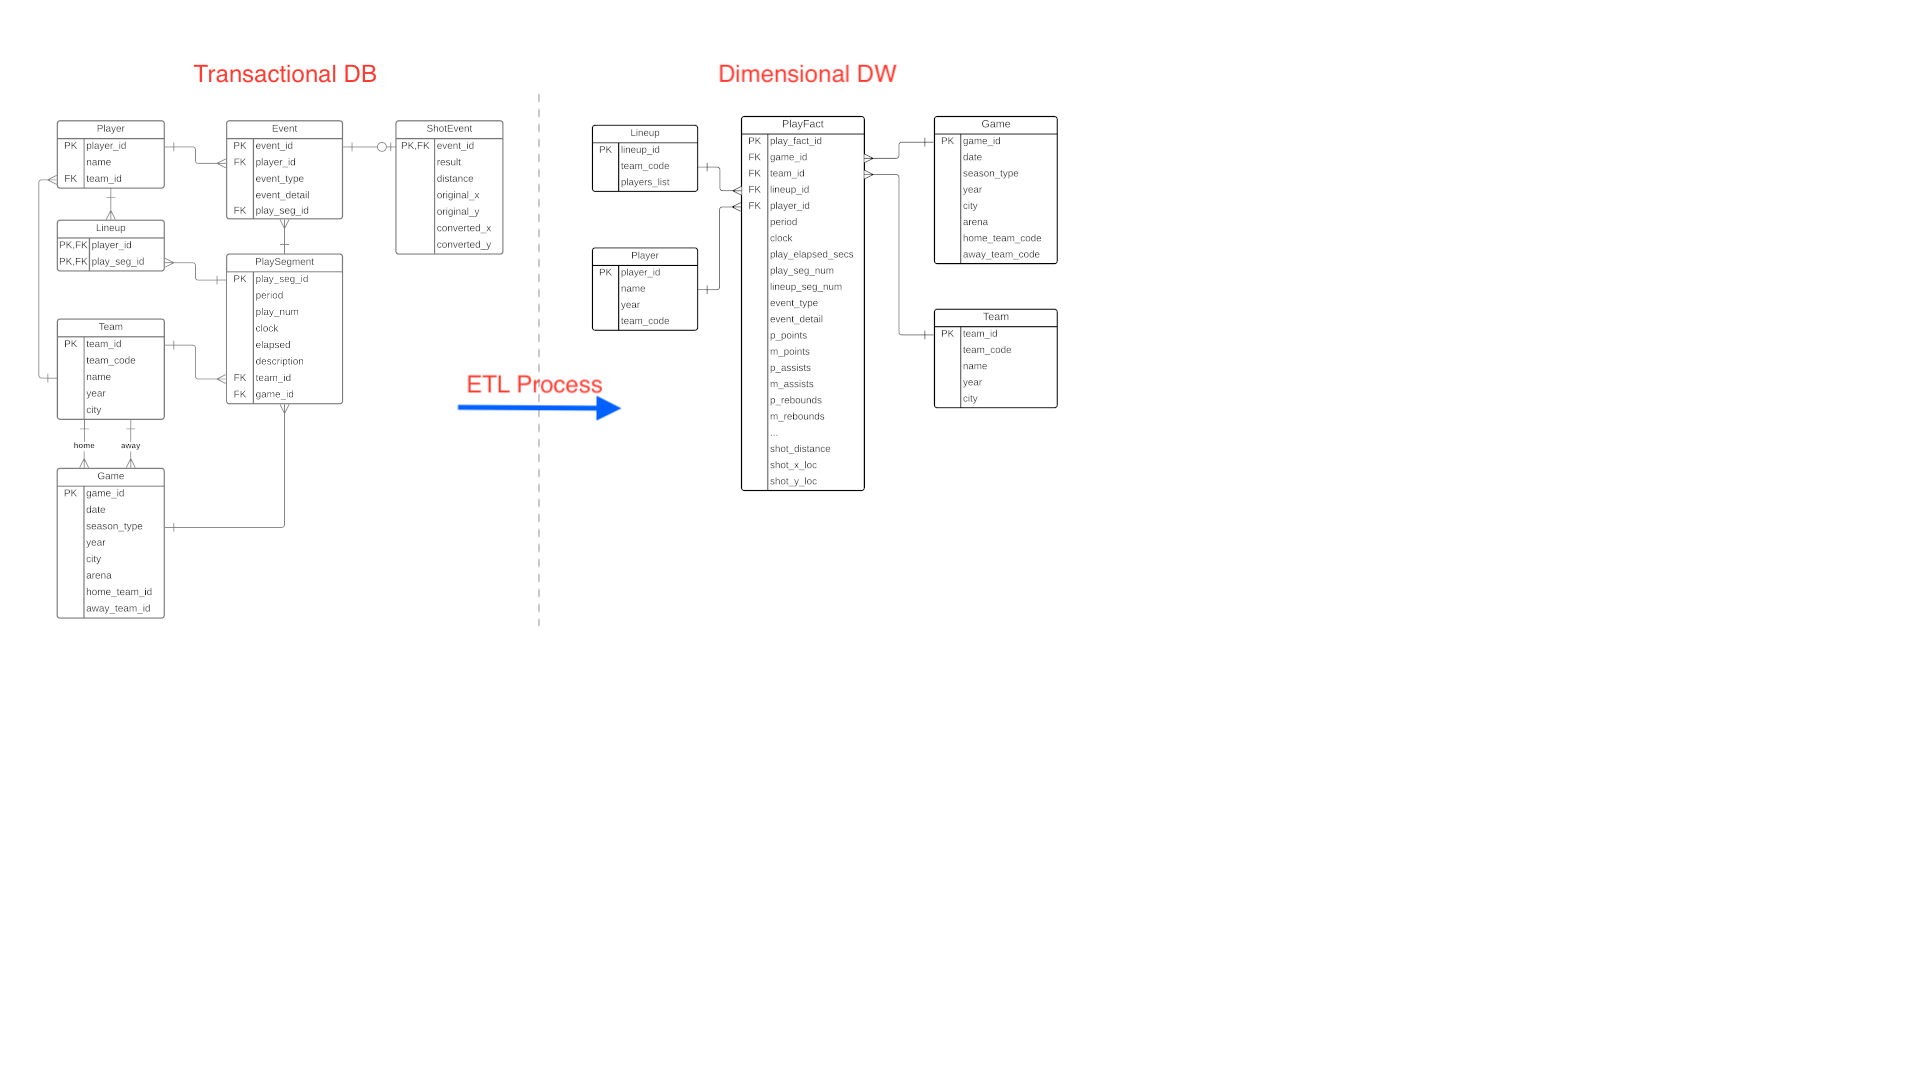 Transactional DB
Player
PK player_id
name
FK team_id
Lineup
PK,FK player_id
PK,FK play_seg_id
Team
PK team_id
team_code
name
year
city
home away
Game
PK game_id
date
season_type
year
city
arena
home_team_id
away_team_id
Event
PK event_id
FK player_id
event_type
event_detail
FK play_seg_id
PlaySegment
PK play_seg_id
period
play_num
clock
elapsed
description
FK team_id
FK game_id
ShotEvent
PK,FK event_id
result
distance
original_x
original_y
converted_x
converted_y
ETL Process
Dimensional DW
Lineup
PK lineup_id
team_code
players_list
Player
PK player_id
name
year
team_code
PlayFact
PK play_fact_id
FK game_id
FK team_id
FK lineup_id
FK player_id
period
clock
play_elapsed_secs
play_seg_num
lineup_seg_num
event_type
event_detail
p_points
m_points
p_assists
m_assists
p_rebounds
m_rebounds
...
shot_distance
shot_x_loc
shot_y_loc
Game
PK game_id
date
season_type
year
city
arena
home_team_code
away_team_code
Team
PK team_id
team_code
name
year
city